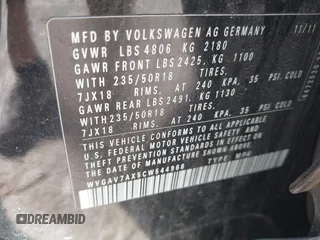 MFD BY VOLKSWAGEN AG GERMANY 11/11
GVWR LBS 4806 KG 2180
GAWR FRONT LBS 2425, KG 1100
WITH 235/50R18 TIRES,
7JX18 RIMS, AT 240 KPA, 35 PSI COLD
GAWR REAR LBS 2491, KG 1130
WITH 235/50R18 TIRES,
7JX18 RIMS, AT 240 KPA, 35 PSI COLD
THIS VEHICLE CONFORMS TO ALL APPLICABLE
FEDERAL MOTOR VEHICLE SAFETY
STANDARDS IN EFFECT ON THE
DATE OF MANUFACTURE SHOWN ABOVE.
TYPE: MPV
DREAMBID.COM